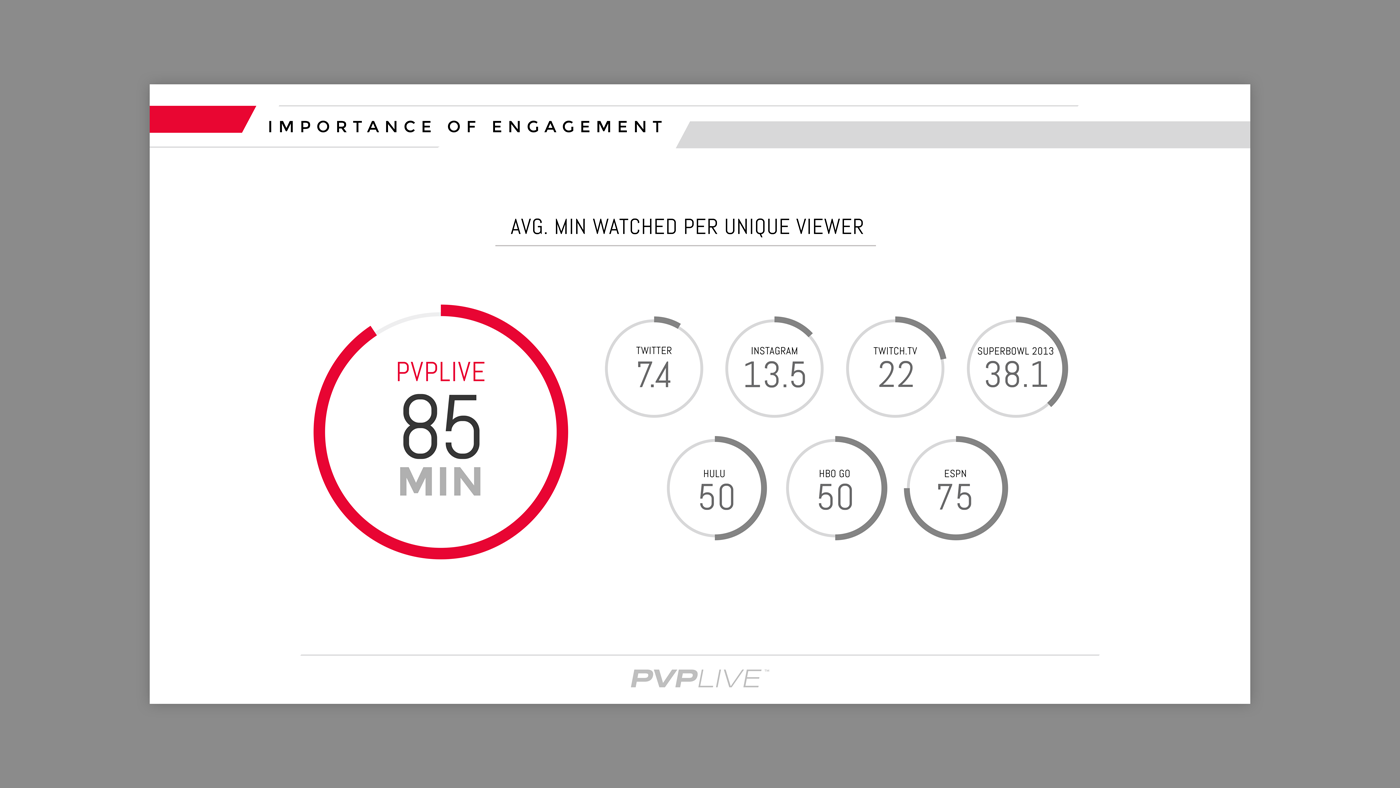 IMPORTANCE OF ENGAGEMENT
AVG. MIN WATCHED PER UNIQUE VIEWER
PVPLIVE
85
MIN
TWITTER
7.4
INSTAGRAM
13.5
TWITCH.TV
22
SUPERBOWL 2013
38.1
HULU
50
HBO GO
50
ESPN
75
PVPLIVE™